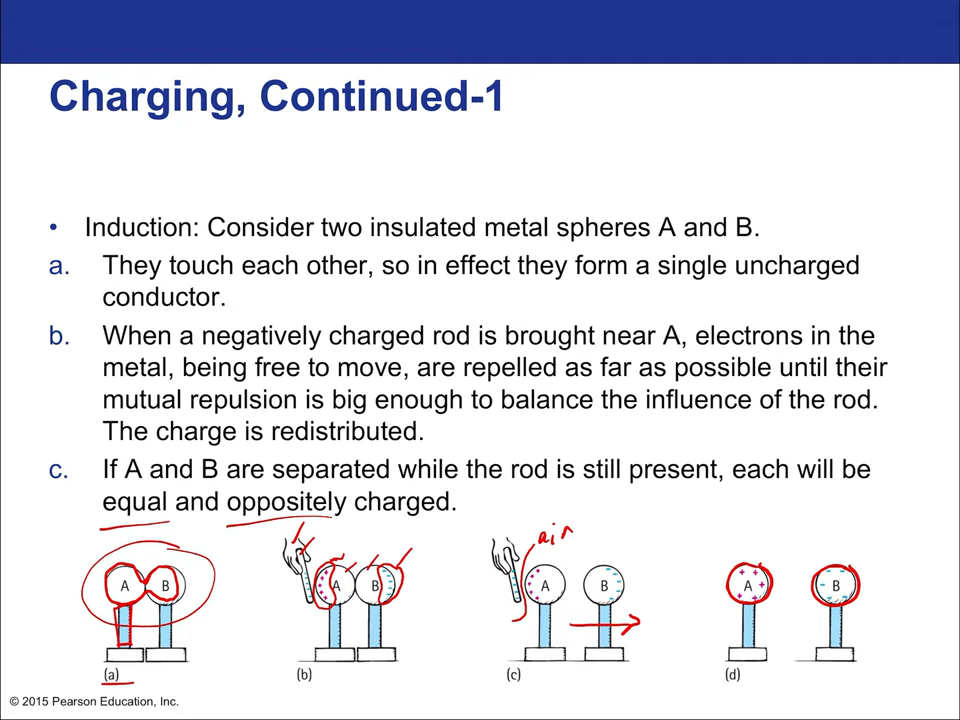 Charging, Continued-1
• Induction: Consider two insulated metal spheres A and B.
a. They touch each other, so in effect they form a single uncharged
conductor.
b. When a negatively charged rod is brought near A, electrons in the
metal, being free to move, are repelled as far as possible until their
mutual repulsion is big enough to balance the influence of the rod.
The charge is redistributed.
c. If A and B are separated while the rod is still present, each will be
equal and oppositely charged.
air
A B A B A B A B
(a) (b) (c) (d)
© 2015 Pearson Education, Inc.